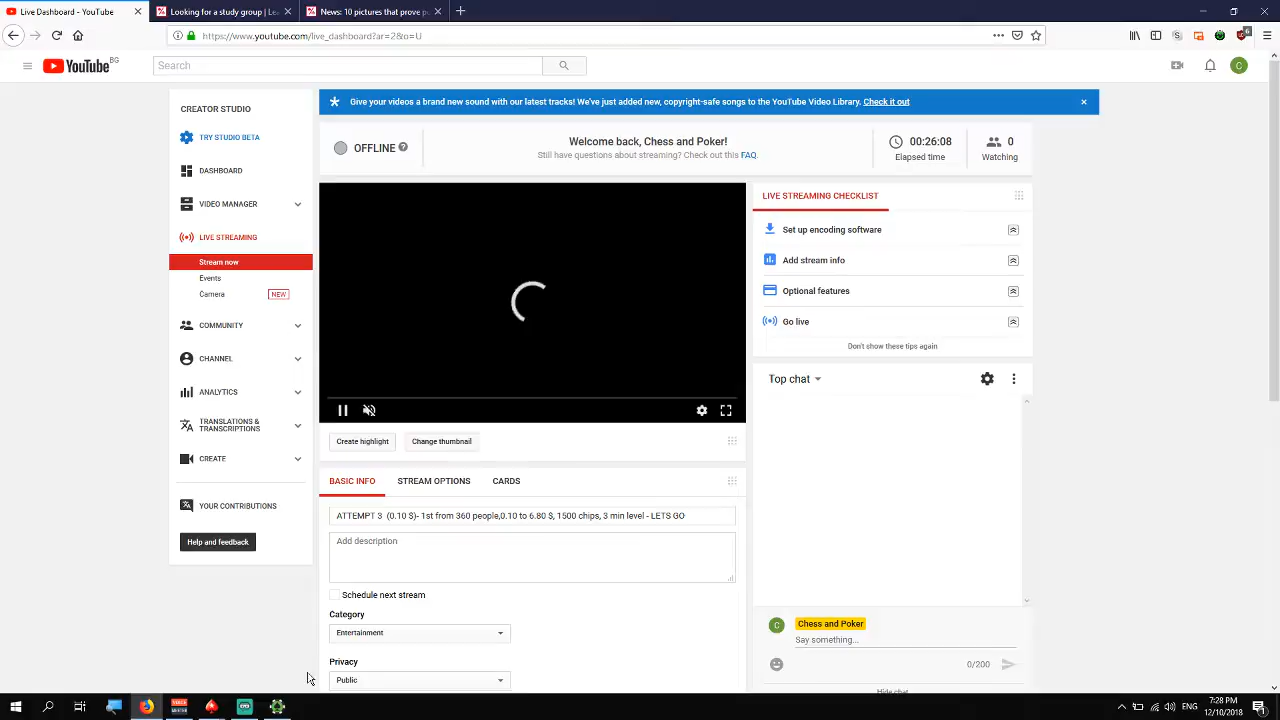 Live Dashboard - YouTube
Looking for a study group | Le
News: 10 pictures that prove p
https://www.youtube.com/live_dashboard?ar=2&o=U
6
YouTube BG
Search
C
CREATOR STUDIO
TRY STUDIO BETA
DASHBOARD
VIDEO MANAGER
LIVE STREAMING
Stream now
Events
Camera NEW
COMMUNITY
CHANNEL
ANALYTICS
TRANSLATIONS &
TRANSCRIPTIONS
CREATE
YOUR CONTRIBUTIONS
Help and feedback
Give your videos a brand new sound with our latest tracks! We've just added new, copyright-safe songs to the YouTube Video Library. Check it out
OFFLINE ?
Welcome back, Chess and Poker!
Still have questions about streaming? Check out this FAQ.
00:26:08
Elapsed time
0
Watching
Create highlight
Change thumbnail
BASIC INFO
STREAM OPTIONS
CARDS
ATTEMPT 3 (0.10 $)- 1st from 360 people,0.10 to 6.80 $, 1500 chips, 3 min level - LETS GO
Add description
Schedule next stream
Category
Entertainment
Privacy
Public
LIVE STREAMING CHECKLIST
Set up encoding software
Add stream info
Optional features
Go live
Don't show these tips again
Top chat
C
Chess and Poker
Say something...
0/200
Hide chat
ENG
7:28 PM
12/10/2018